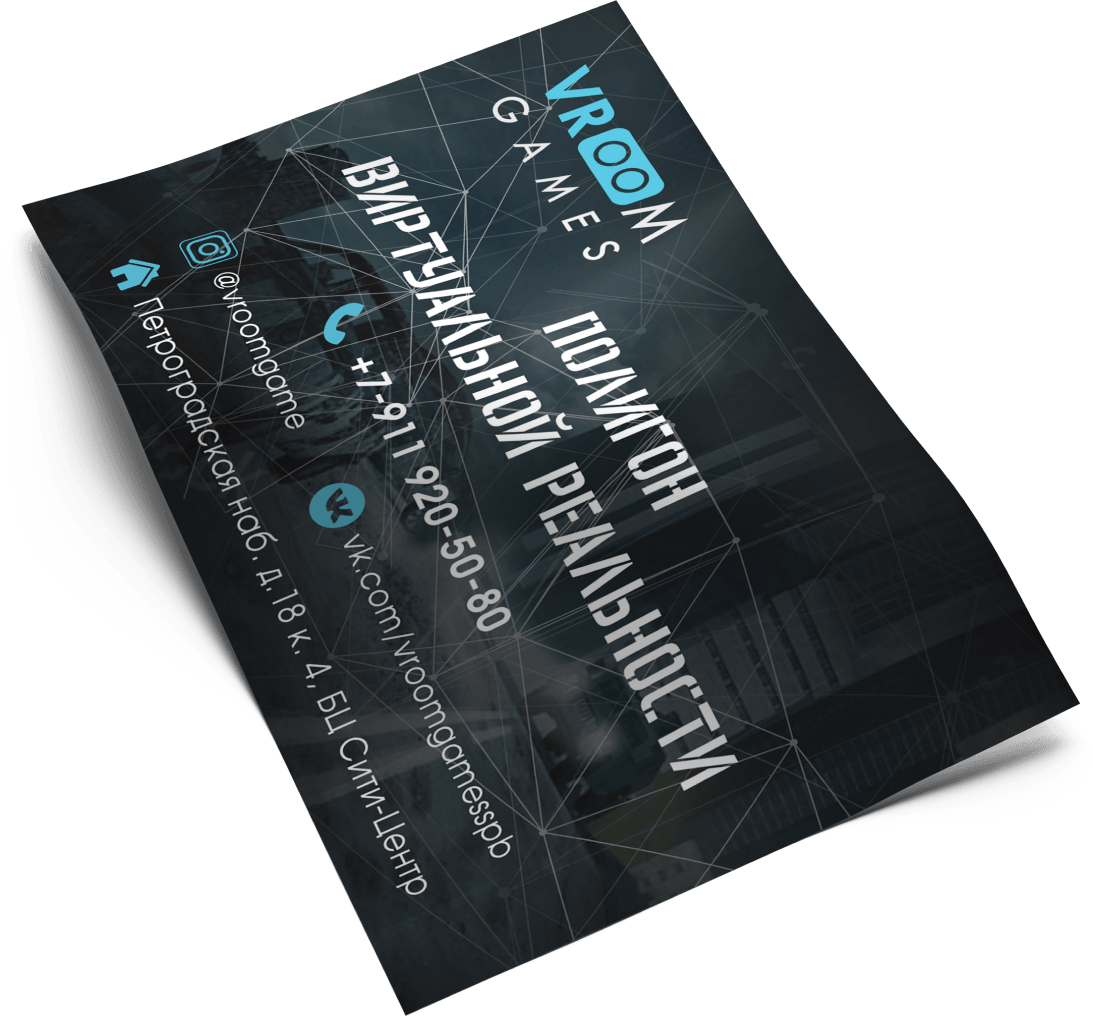 VROOM
GAMES
ПОЛИГОН
ВИРТУАЛЬНОЙ РЕАЛЬНОСТИ
+7-911 920-50-80
@vroomgame
vk.com/vroomgamesspb
Петроградская наб. д.18 к. 4, БЦ Сити-Центр